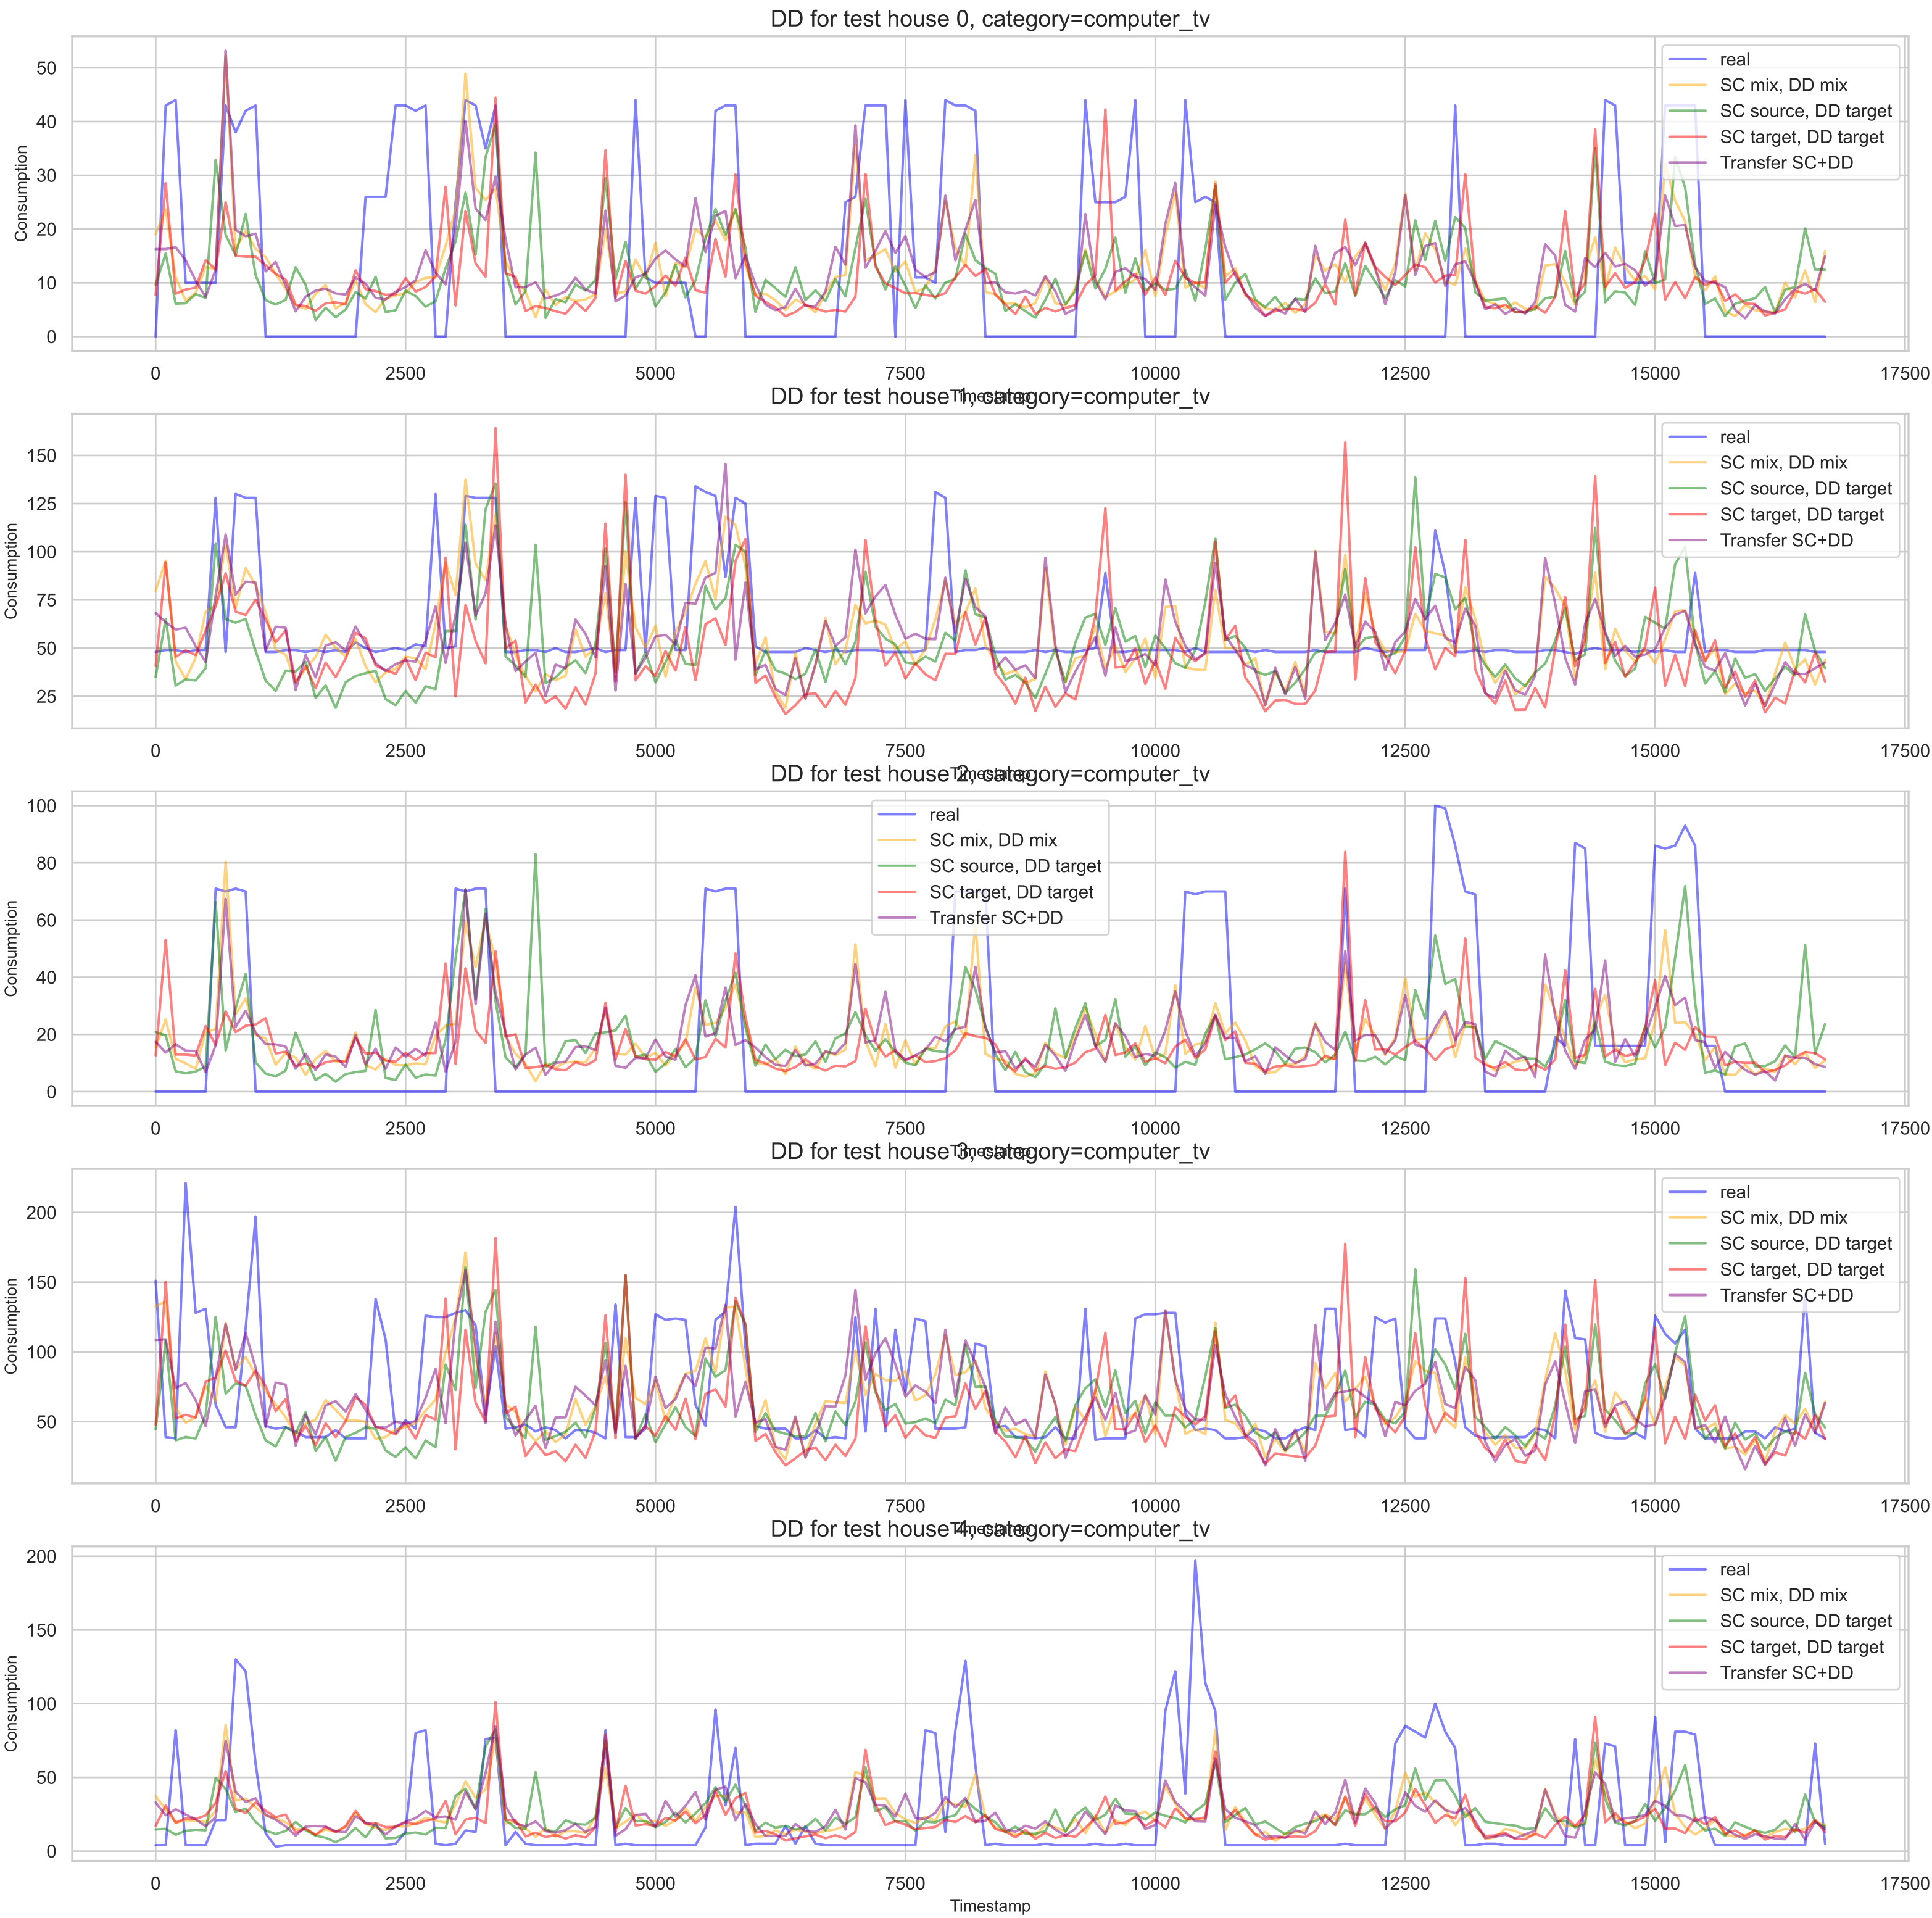 DD for test house 0, category=computer_tv
Consumption
50
40
30
20
10
0
real
SC mix, DD mix
SC source, DD target
SC target, DD target
Transfer SC+DD
0 2500 5000 7500 10000 12500 15000 17500
Timestamp
DD for test house 1, category=computer_tv
Consumption
150
125
100
75
50
25
real
SC mix, DD mix
SC source, DD target
SC target, DD target
Transfer SC+DD
0 2500 5000 7500 10000 12500 15000 17500
Timestamp
DD for test house 2, category=computer_tv
Consumption
100
80
60
40
20
0
real
SC mix, DD mix
SC source, DD target
SC target, DD target
Transfer SC+DD
0 2500 5000 7500 10000 12500 15000 17500
Timestamp
DD for test house 3, category=computer_tv
Consumption
200
150
100
50
real
SC mix, DD mix
SC source, DD target
SC target, DD target
Transfer SC+DD
0 2500 5000 7500 10000 12500 15000 17500
Timestamp
DD for test house 4, category=computer_tv
Consumption
200
150
100
50
0
real
SC mix, DD mix
SC source, DD target
SC target, DD target
Transfer SC+DD
0 2500 5000 7500 10000 12500 15000 17500
Timestamp